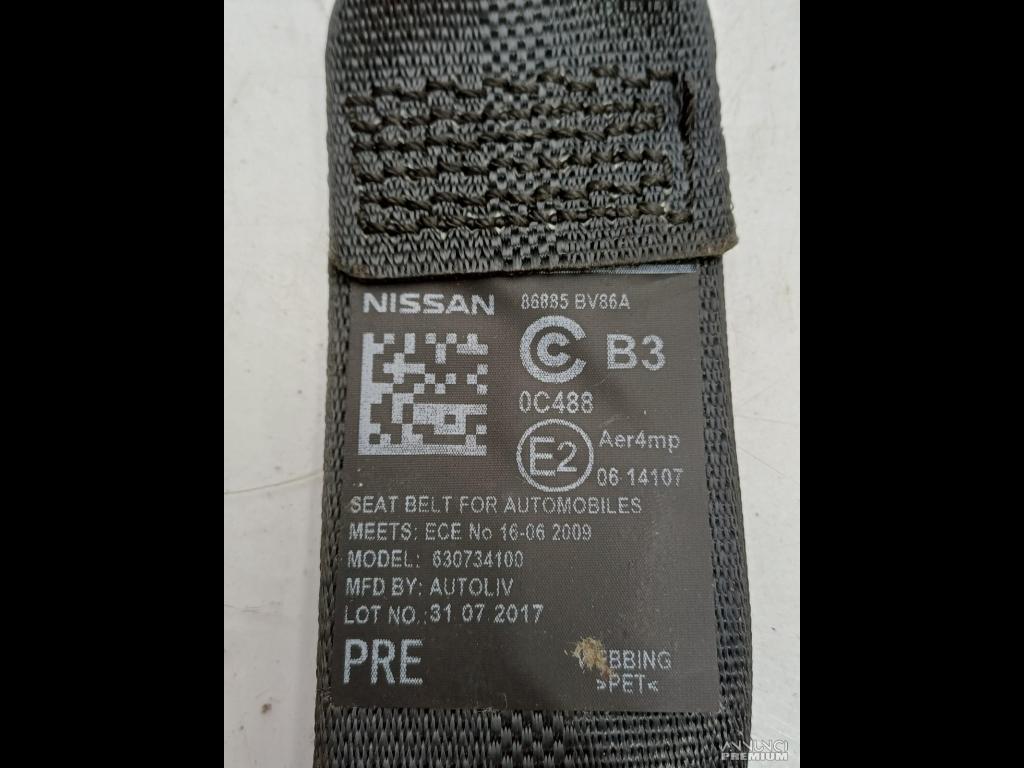 NISSAN 86885 BV86A
C B3
0C488
E2 Aer4mp
06 14107
SEAT BELT FOR AUTOMOBILES
MEETS: ECE No 16-06 2009
MODEL: 630734100
MFD BY: AUTOLIV
LOT NO.:31 07 2017
PRE
WEBBING
>PET<
ANNUNCI
PREMIUM